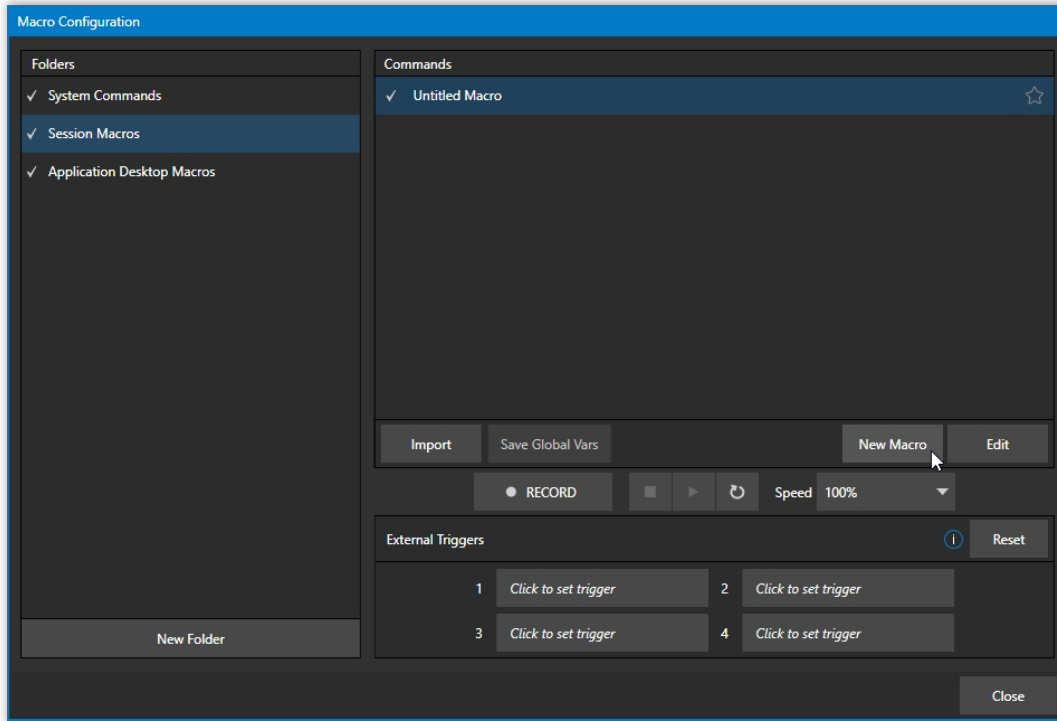 Macro Configuration
Folders
System Commands
Session Macros
Application Desktop Macros
New Folder
Commands
Untitled Macro
Import
Save Global Vars
New Macro
Edit
RECORD
Speed
100%
External Triggers
i
Reset
1
Click to set trigger
2
Click to set trigger
3
Click to set trigger
4
Click to set trigger
Close